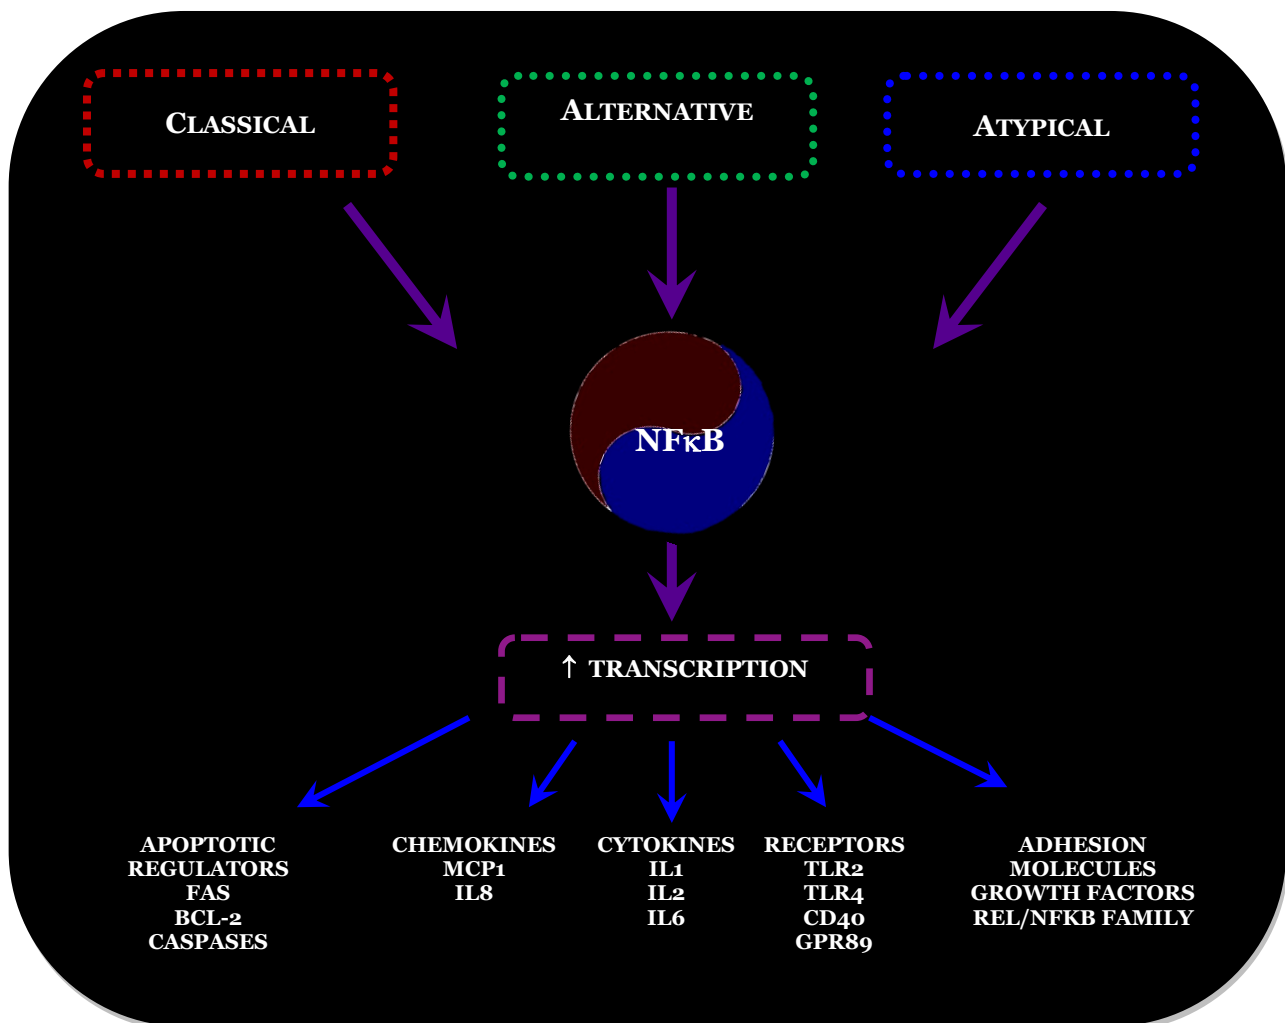 CLASSICAL
ALTERNATIVE
ATYPICAL
NFκB
↑ TRANSCRIPTION
APOPTOTIC
REGULATORS
FAS
BCL-2
CASPASES
CHEMOKINES
MCP1
IL8
CYTOKINES
IL1
IL2
IL6
RECEPTORS
TLR2
TLR4
CD40
GPR89
ADHESION
MOLECULES
GROWTH FACTORS
REL/NFKB FAMILY